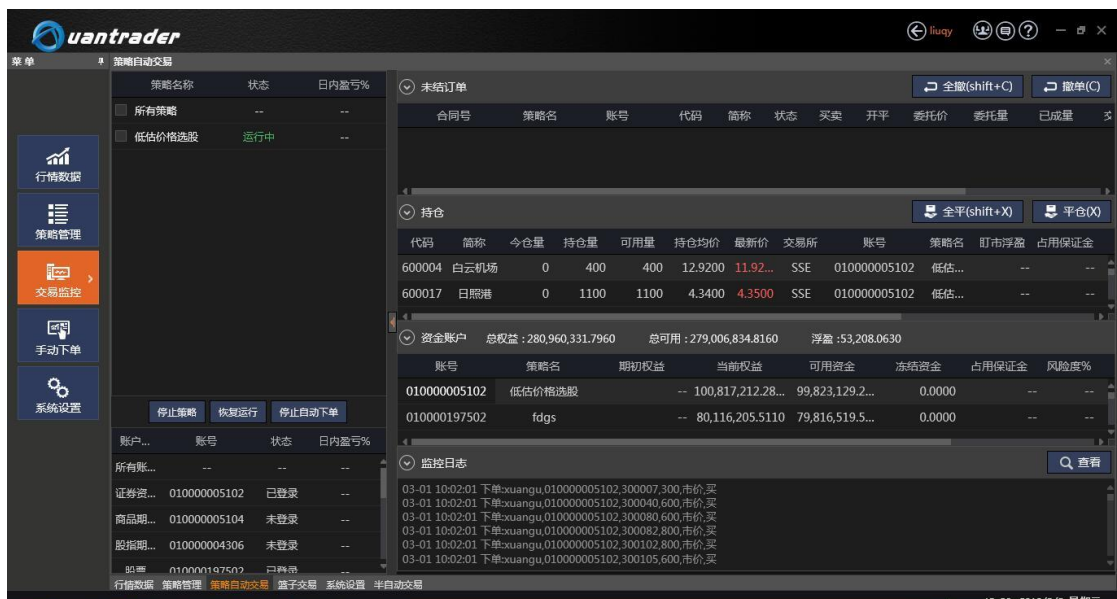 Quantrader
liuqy
菜单
策略自动交易
策略名称 状态 日内盈亏%
所有策略 -- --
低估价格选股 运行中 --
行情数据
策略管理
交易监控
手动下单
系统设置
停止策略 恢复运行 停止自动下单
账户... 账号 状态 日内盈亏%
所有账... -- -- --
证券资... 010000005102 已登录 --
商品期... 010000005104 未登录 --
股指期... 010000004306 未登录 --
股票 010000197502 已登录 --
未结订单 全撤(shift+C) 撤单(C)
合同号 策略名 账号 代码 简称 状态 买卖 开平 委托价 委托量 已成量
持仓 全平(shift+X) 平仓(X)
代码 简称 今仓量 持仓量 可用量 持仓均价 最新价 交易所 账号 策略名 盯市浮盈 占用保证金
600004 白云机场 0 400 400 12.9200 11.92... SSE 010000005102 低估... -- --
600017 日照港 0 1100 1100 4.3400 4.3500 SSE 010000005102 低估... -- --
资金账户 总权益 : 280,960,331.7960 总可用 : 279,006,834.8160 浮盈 :53,208.0630
账号 策略名 期初权益 当前权益 可用资金 冻结资金 占用保证金 风险度%
010000005102 低估价格选股 -- 100,817,212.28... 99,823,129.2... 0.0000 -- --
010000197502 fdgs -- 80,116,205.5110 79,816,519.5... 0.0000 -- --
监控日志 查看
03-01 10:02:01 下单:xuangu,010000005102,300007,300,市价,买
03-01 10:02:01 下单:xuangu,010000005102,300040,600,市价,买
03-01 10:02:01 下单:xuangu,010000005102,300080,600,市价,买
03-01 10:02:01 下单:xuangu,010000005102,300082,800,市价,买
03-01 10:02:01 下单:xuangu,010000005102,300102,800,市价,买
03-01 10:02:01 下单:xuangu,010000005102,300105,600,市价,买
行情数据 策略管理 策略自动交易 篮子交易 系统设置 半自动交易